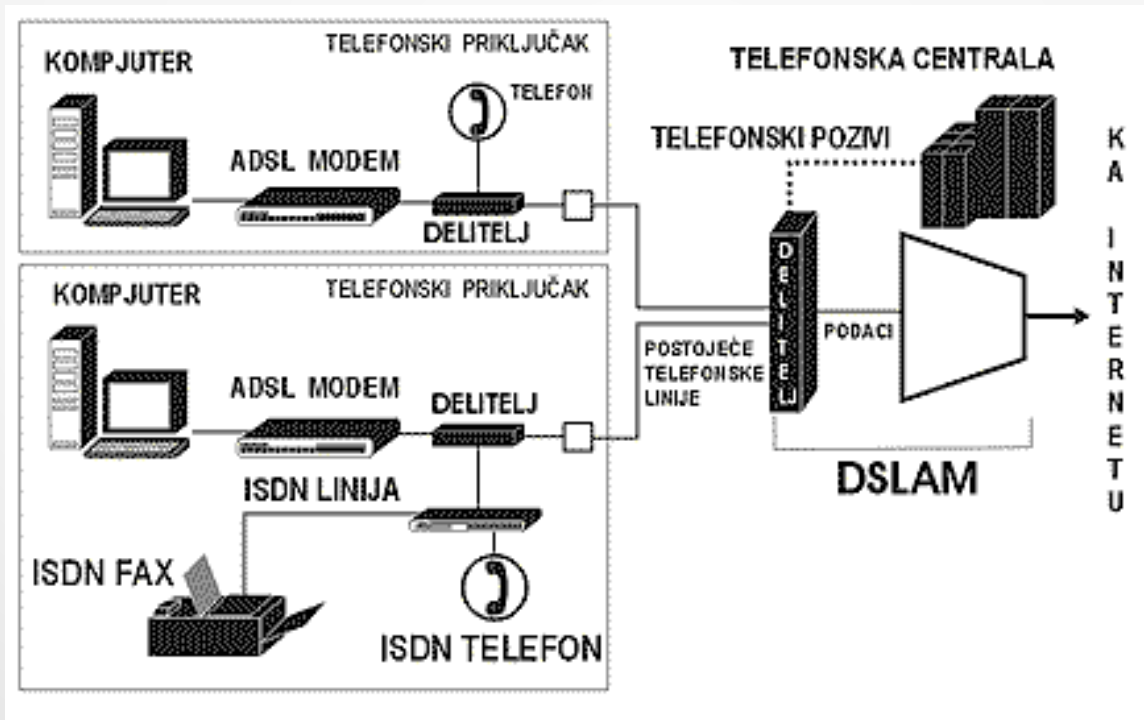 TELEFONSKI PRIKLJUČAK
KOMPJUTER
TELEFON
ADSL MODEM
DELITELJ
TELEFONSKI PRIKLJUČAK
KOMPJUTER
ADSL MODEM
DELITELJ
ISDN LINIJA
ISDN FAX
ISDN TELEFON
TELEFONSKA CENTRALA
TELEFONSKI POZIVI
DELITELJ
PODACI
POSTOJEĆE
TELEFONSKE
LINIJE
DSLAM
KA INTERNETU